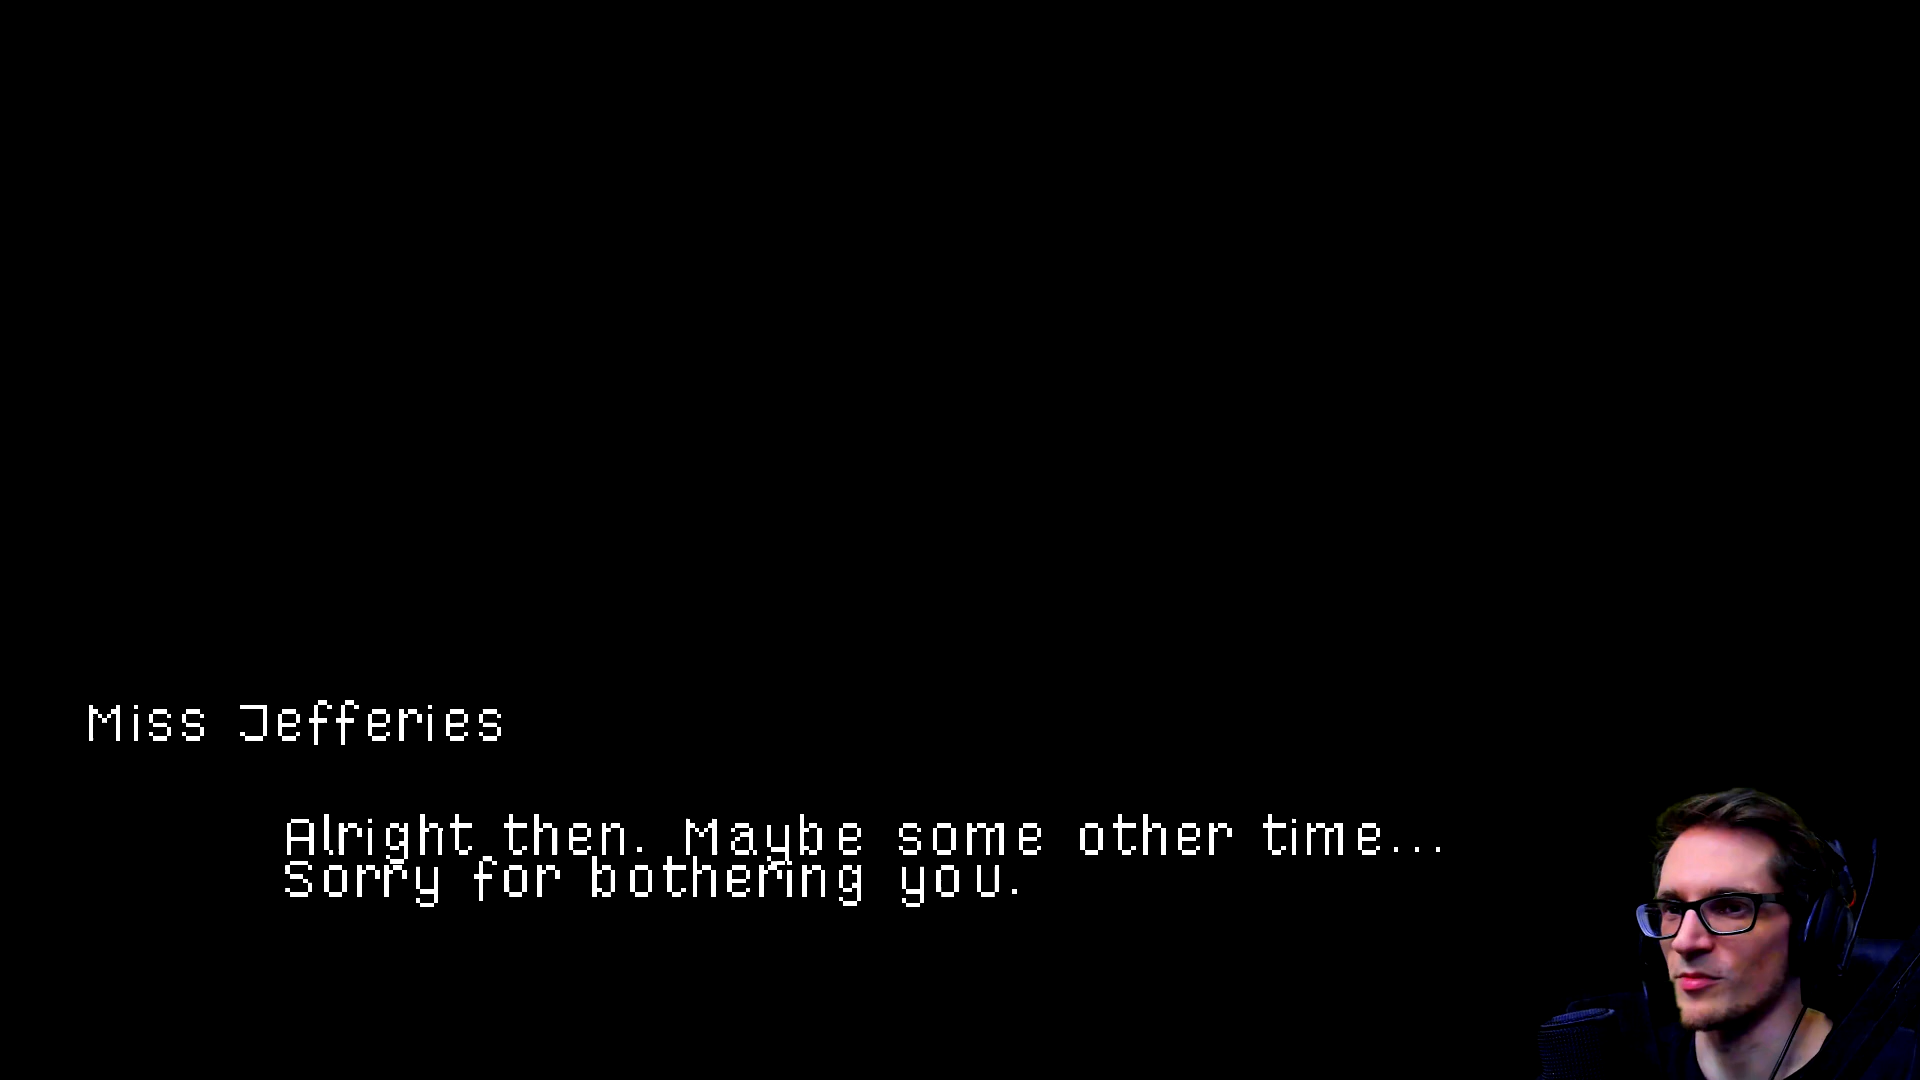 Miss Jefferies
Alright then. Maybe some other time...
Sorry for bothering you.